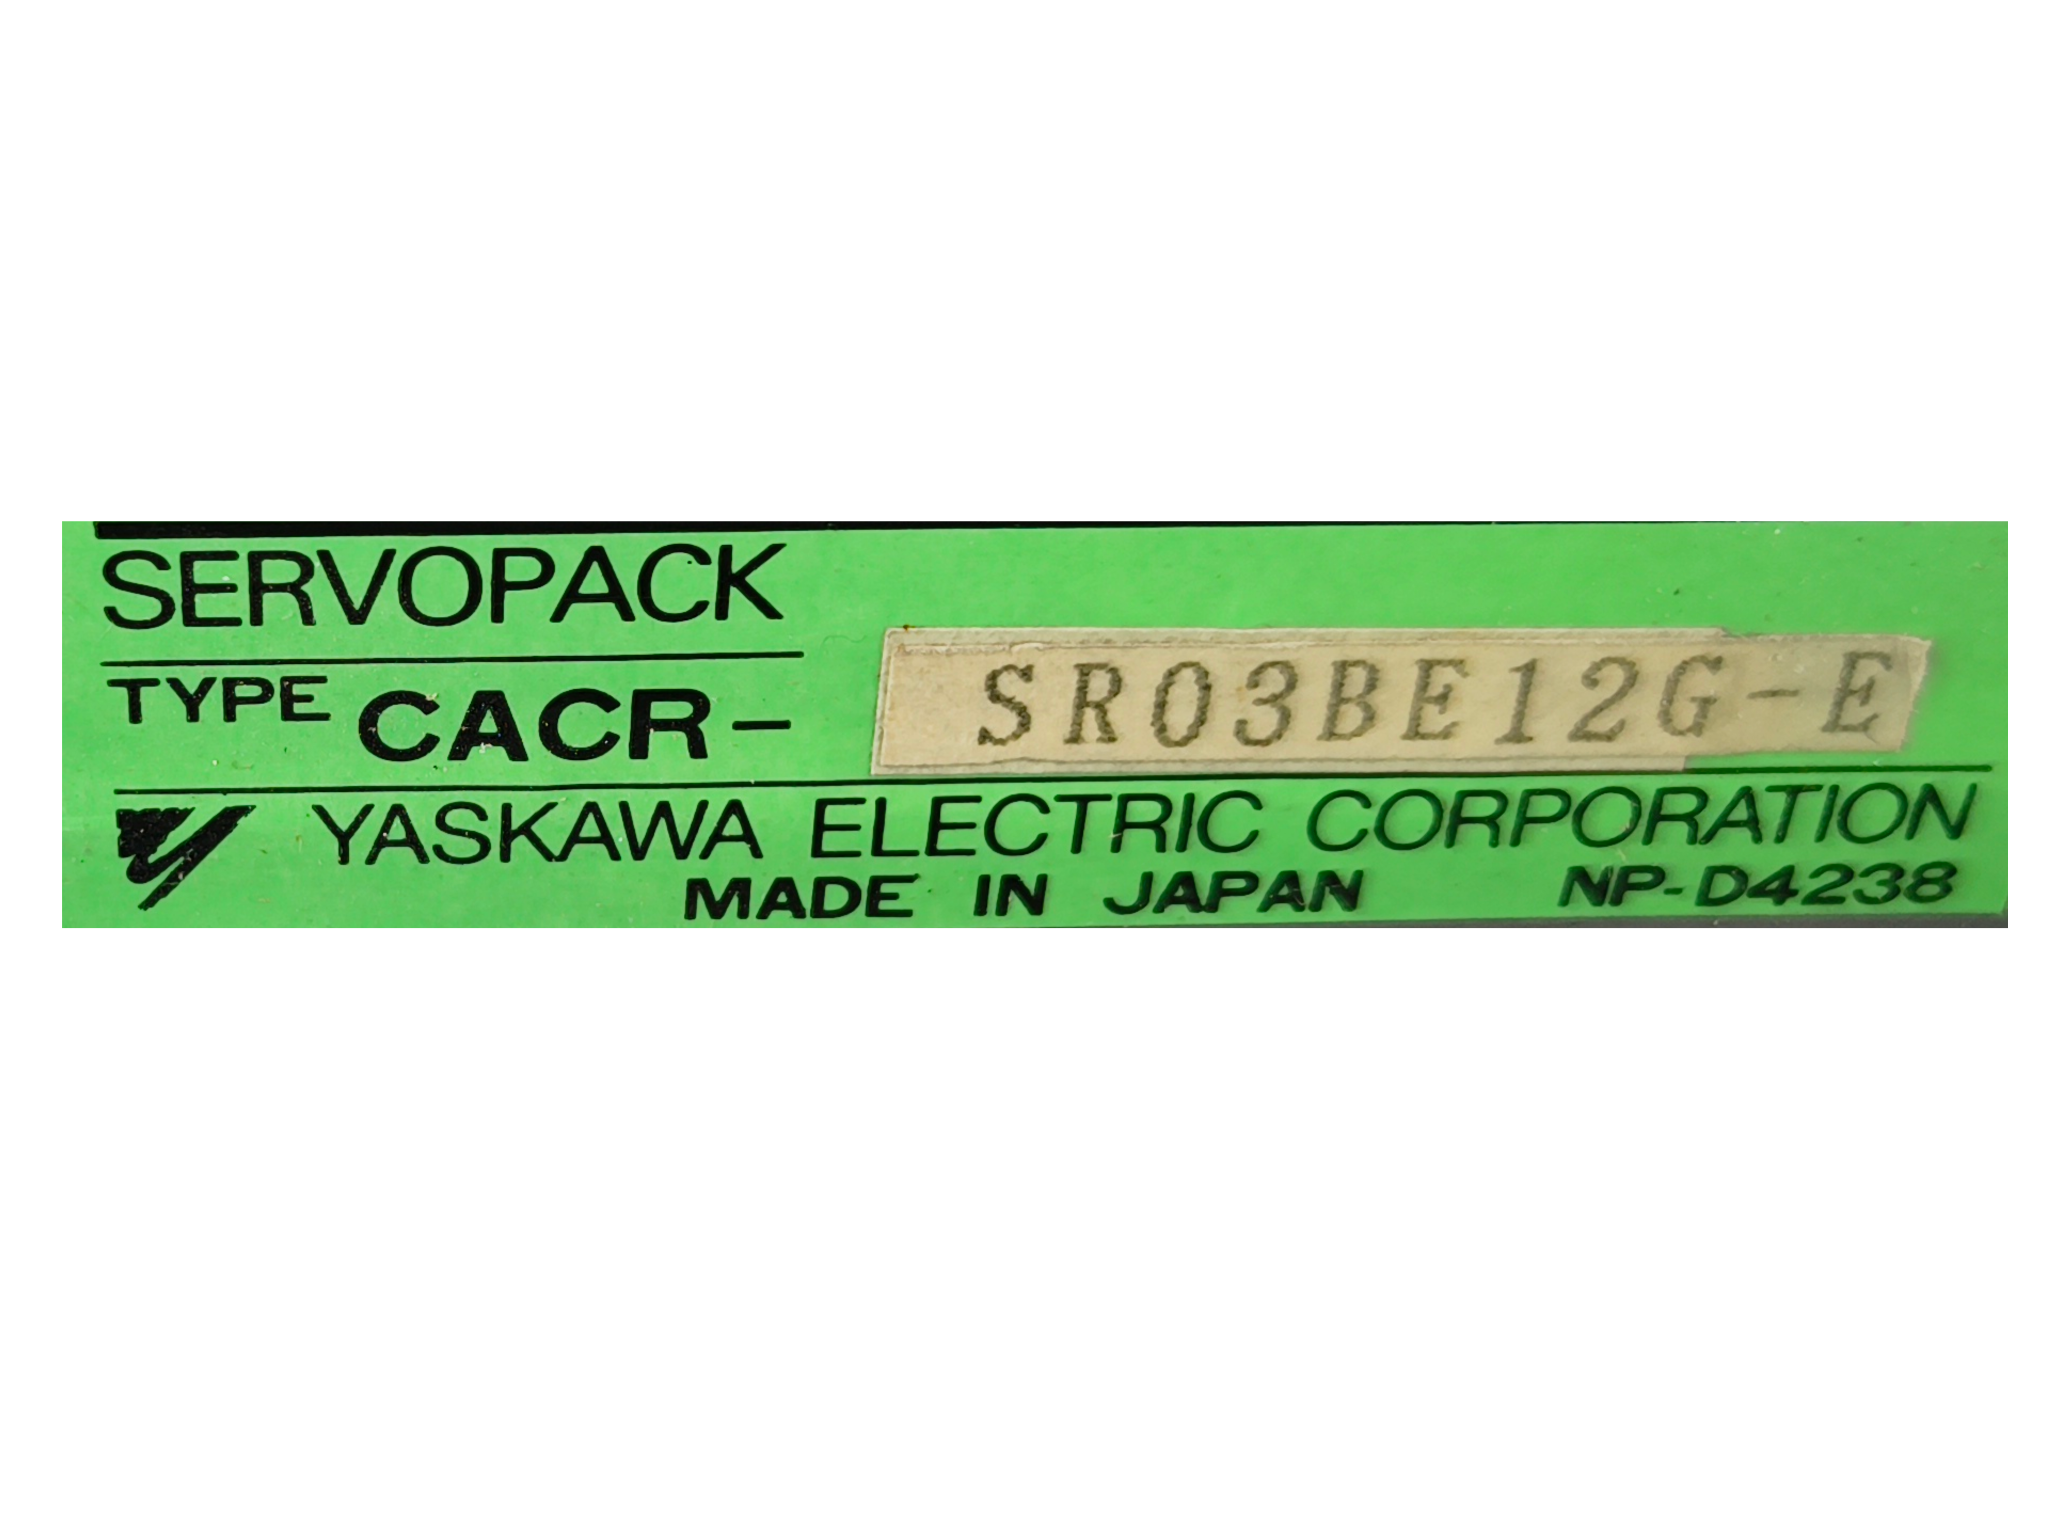 SERVOPACK
TYPE CACR- SR03BE12G-E
YASKAWA ELECTRIC CORPORATION
MADE IN JAPAN NP-D4238